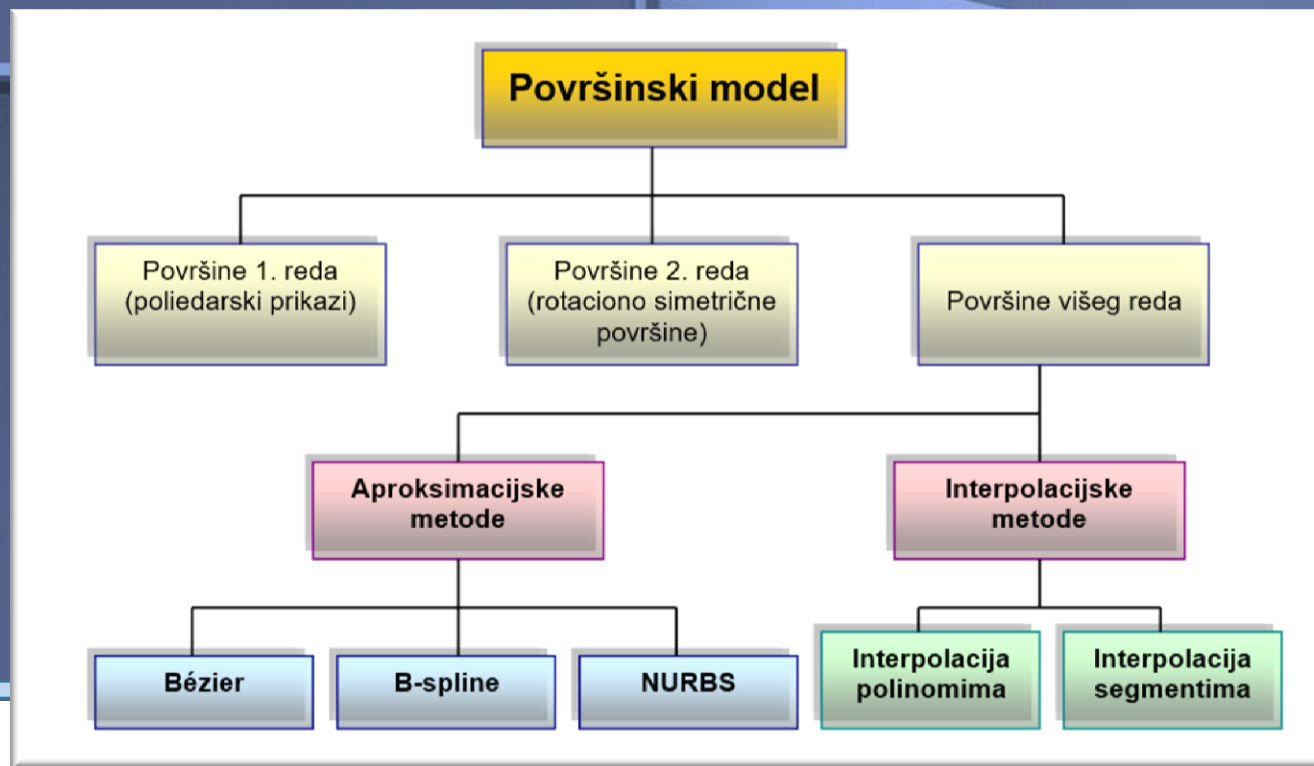 Površinski model
Površine 1. reda
(poliedarski prikazi)
Površine 2. reda
(rotaciono simetrične
površine)
Površine višeg reda
Aproksimacijske
metode
Interpolacijske
metode
Bézier
B-spline
NURBS
Interpolacija
polinomima
Interpolacija
segmentima